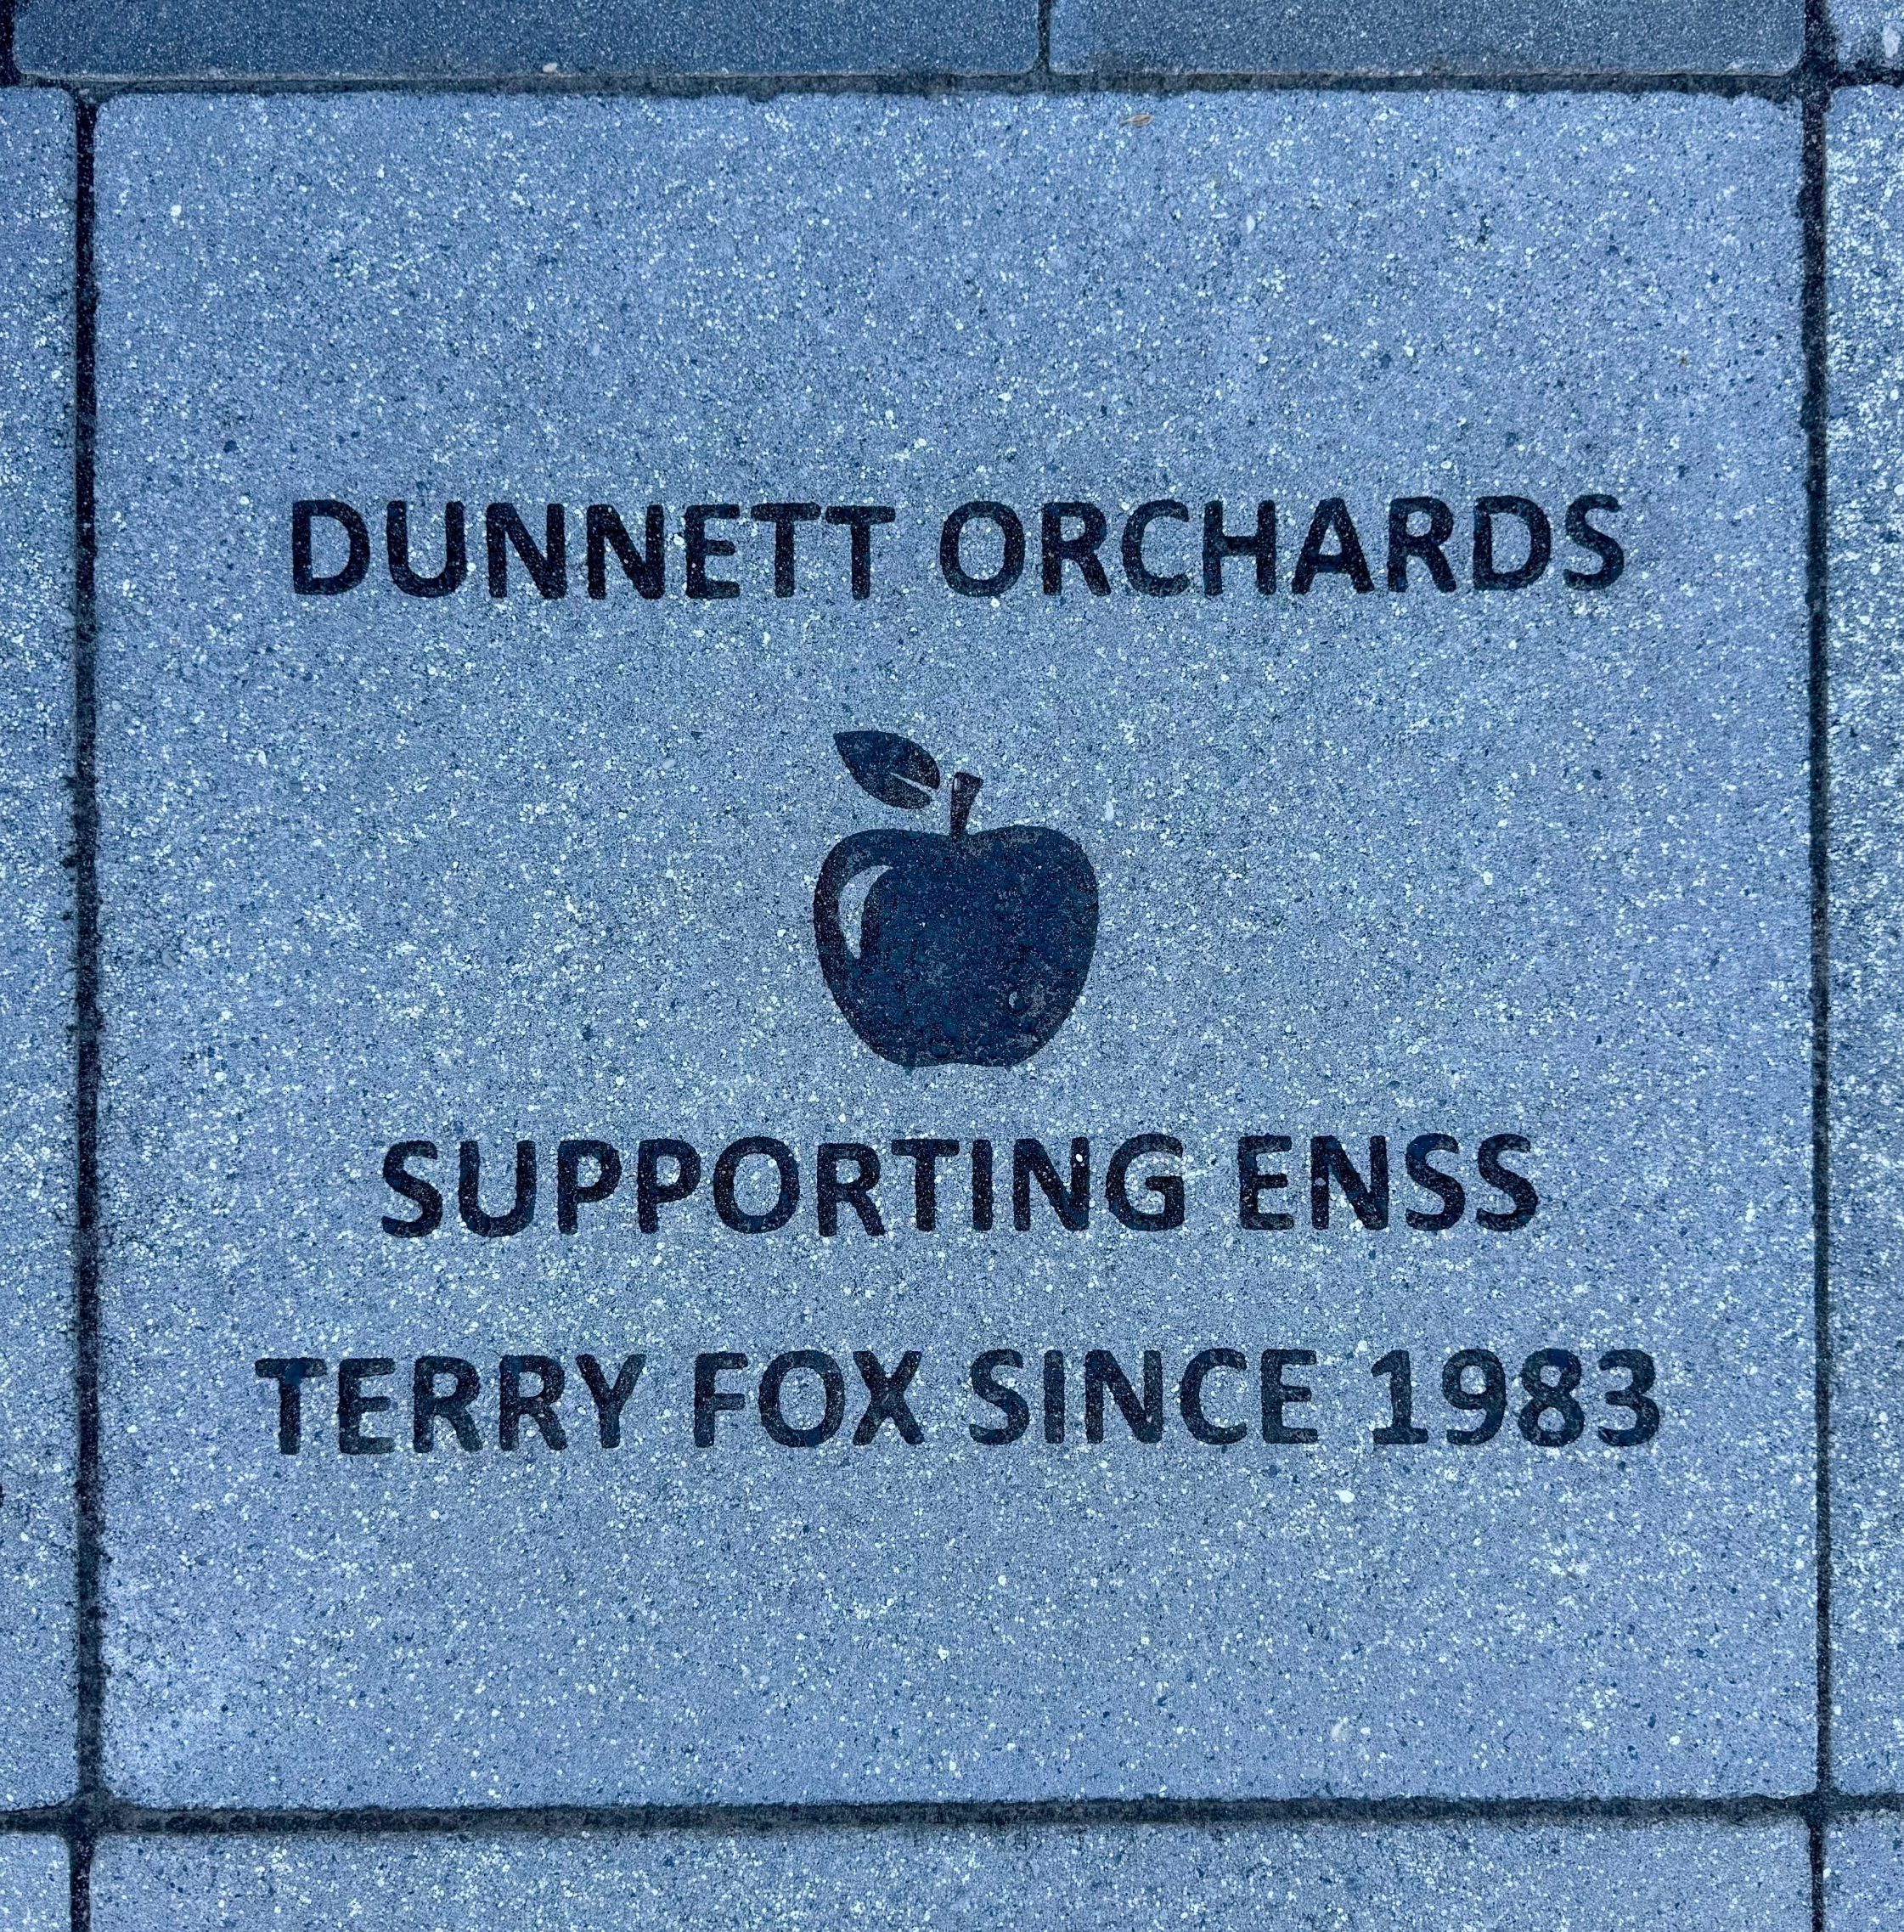 DUNNETT ORCHARDS
SUPPORTING ENSS
TERRY FOX SINCE 1983